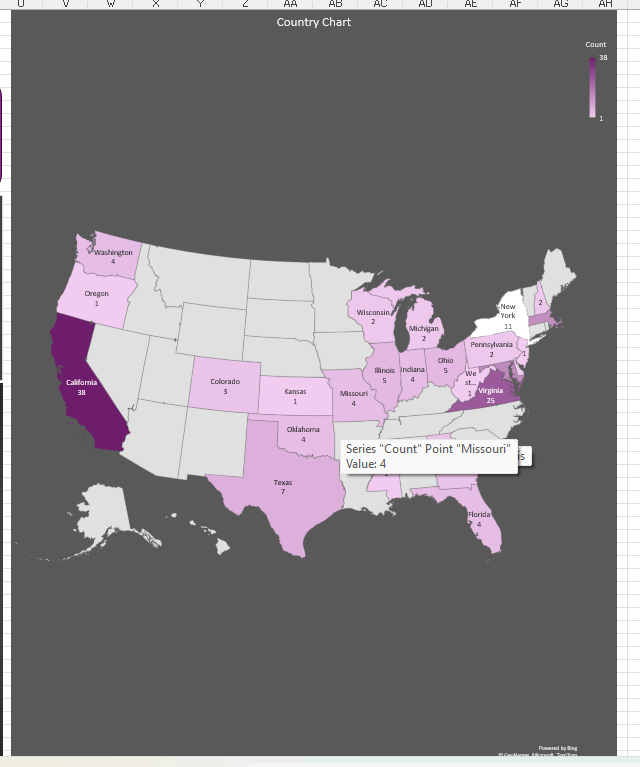 U V W X Y Z AA AB AC AD AE AF AG AH
Country Chart
Count
38
1
Washington
4
Oregon
1
California
38
Colorado
3
Kansas
1
Oklahoma
4
Texas
7
Missouri
4
Wisconsin
2
Michigan
2
Illinois
5
Indiana
4
Ohio
5
Pennsylvania
2
New
York
11
2
1
We
st...
1
Virginia
25
Florida
4
Series "Count" Point "Missouri"
Value: 4
Powered by Bing
© GeoNames, Microsoft, TomTom